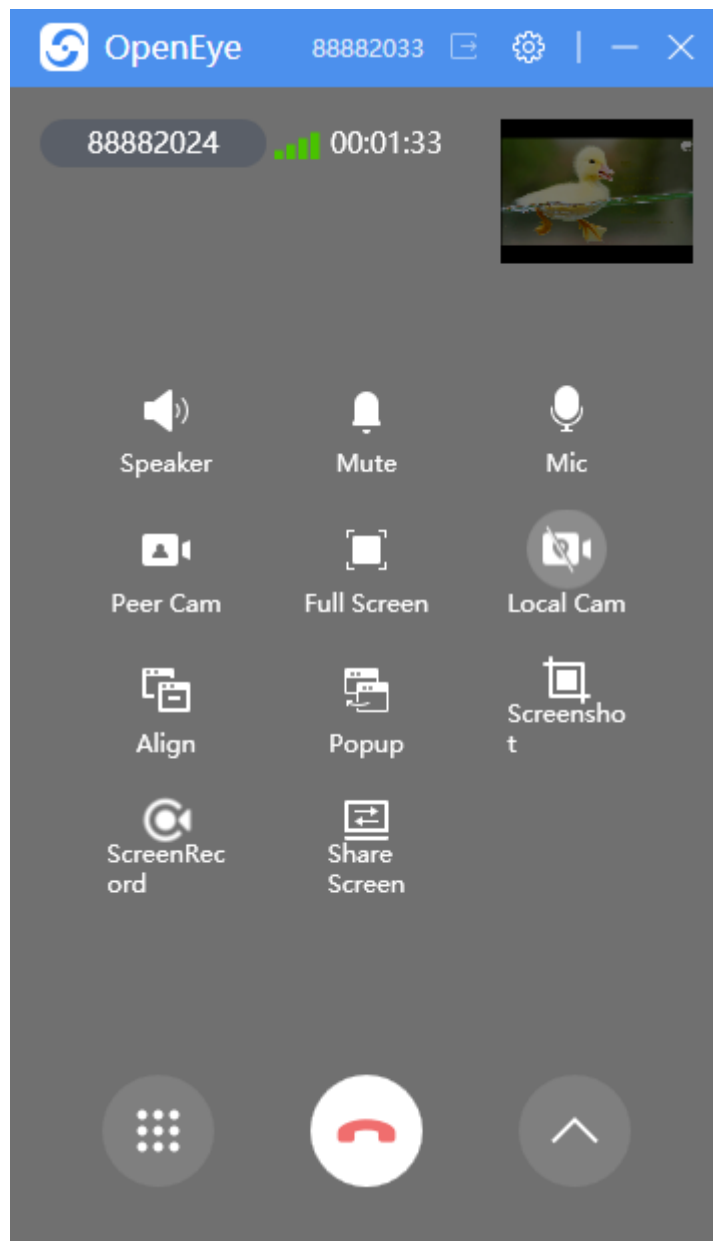 OpenEye 88882033
88882024 00:01:33
Speaker Mute Mic
Peer Cam Full Screen Local Cam
Align Popup Screensho
t
ScreenRec
ord
Share
Screen